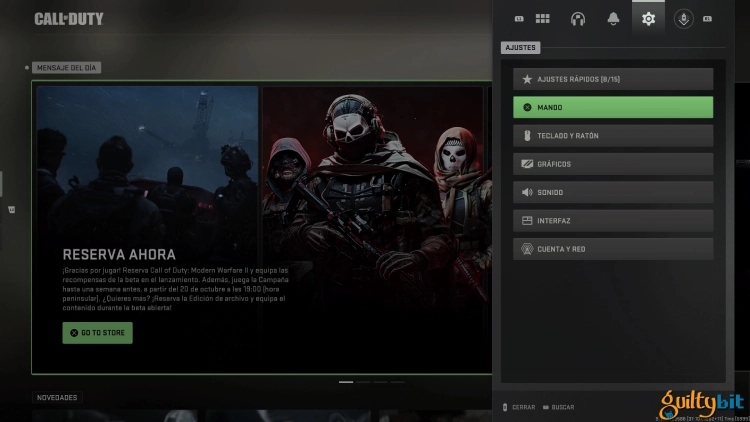 CALL OF DUTY
MENSAJE DEL DÍA
RESERVA AHORA
¡Gracias por jugar! Reserva Call of Duty: Modern Warfare II y equipa las
recompensas de la beta en el lanzamiento. Además, juega la Campaña
hasta una semana antes, a partir del 20 de octubre a las 19:00 (hora
peninsular). ¿Quieres más? ¡Reserva la Edición de archivo y equipa el
contenido durante la beta abierta!
GO TO STORE
NOVEDADES
AJUSTES
AJUSTES RÁPIDOS [8/15]
MANDO
TECLADO Y RATÓN
GRÁFICOS
SONIDO
INTERFAZ
CUENTA Y RED
CERRAR
BUSCAR
guiltybit